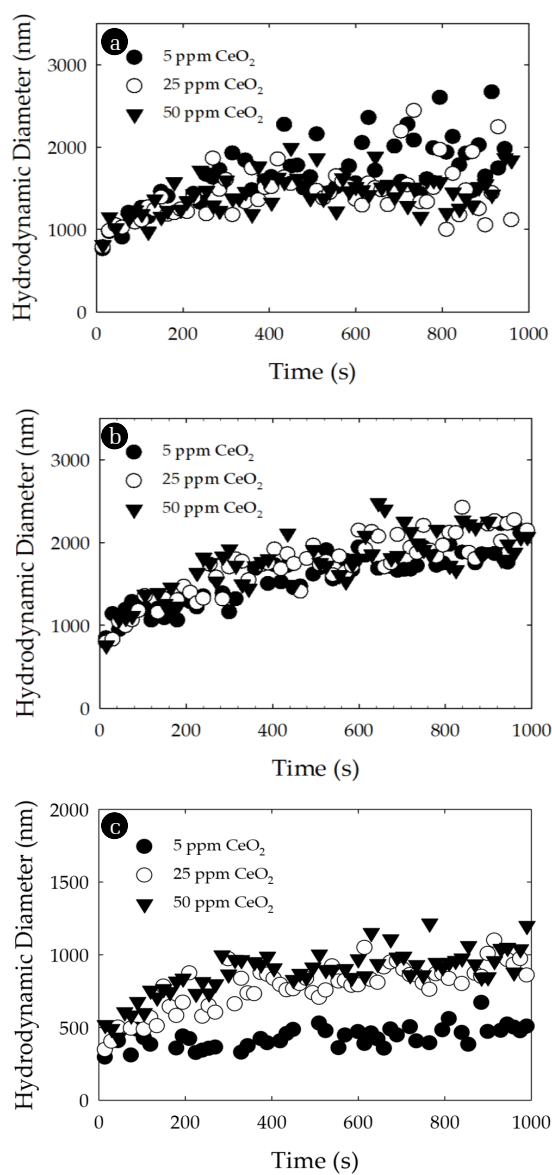 a
Hydrodynamic Diameter (nm)
3000
2000
1000
0
5 ppm CeO₂
25 ppm CeO₂
50 ppm CeO₂
0 200 400 600 800 1000
Time (s)
b
Hydrodynamic Diameter (nm)
3000
2000
1000
0
5 ppm CeO₂
25 ppm CeO₂
50 ppm CeO₂
0 200 400 600 800 1000
Time (s)
c
Hydrodynamic Diameter (nm)
2000
1500
1000
500
0
5 ppm CeO₂
25 ppm CeO₂
50 ppm CeO₂
0 200 400 600 800 1000
Time (s)